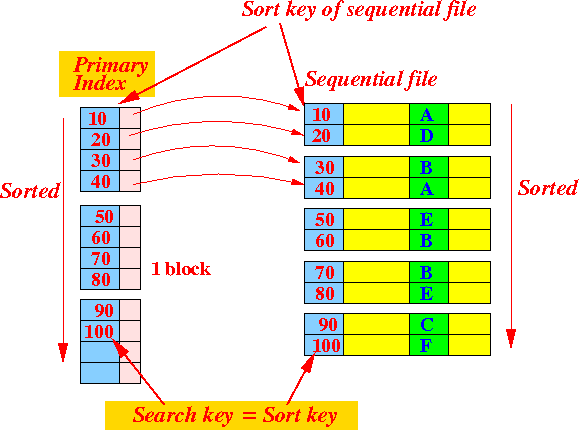 Sort key of sequential file
Primary
Index
Sequential file
10
20
30
40
50
60
70
80
90
100
1 block
Sorted
10 A
20 D
30 B
40 A
50 E
60 B
70 B
80 E
90 C
100 F
Sorted
Search key = Sort key